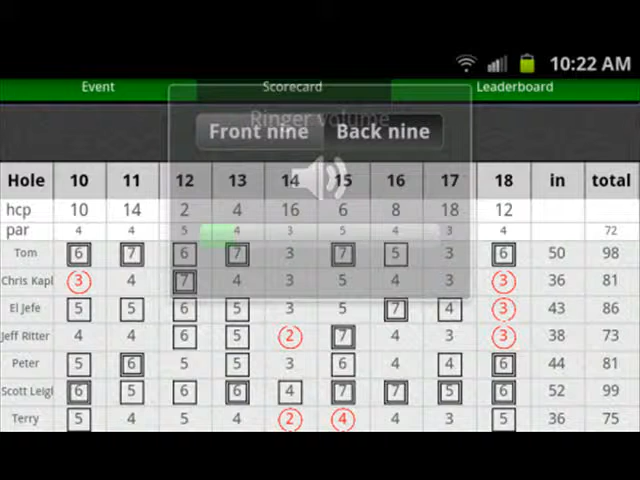 10:22 AM
Event Scorecard Leaderboard
Ringer volume
Front nine Back nine
Hole 10 11 12 13 14 15 16 17 18 in total
hcp 10 14 2 4 16 6 8 18 12
par 4 4 5 4 3 5 4 3 4 72
Tom 6 7 6 7 3 7 5 3 6 50 98
Chris Kapl 3 4 7 4 3 5 4 3 3 36 81
El Jefe 5 5 6 5 3 5 7 4 3 43 86
Jeff Ritter 4 4 6 5 2 7 4 3 3 38 73
Peter 5 6 5 5 3 6 4 4 6 44 81
Scott Leigl 6 5 6 6 4 7 7 5 6 52 99
Terry 5 4 5 4 2 4 4 3 5 36 75